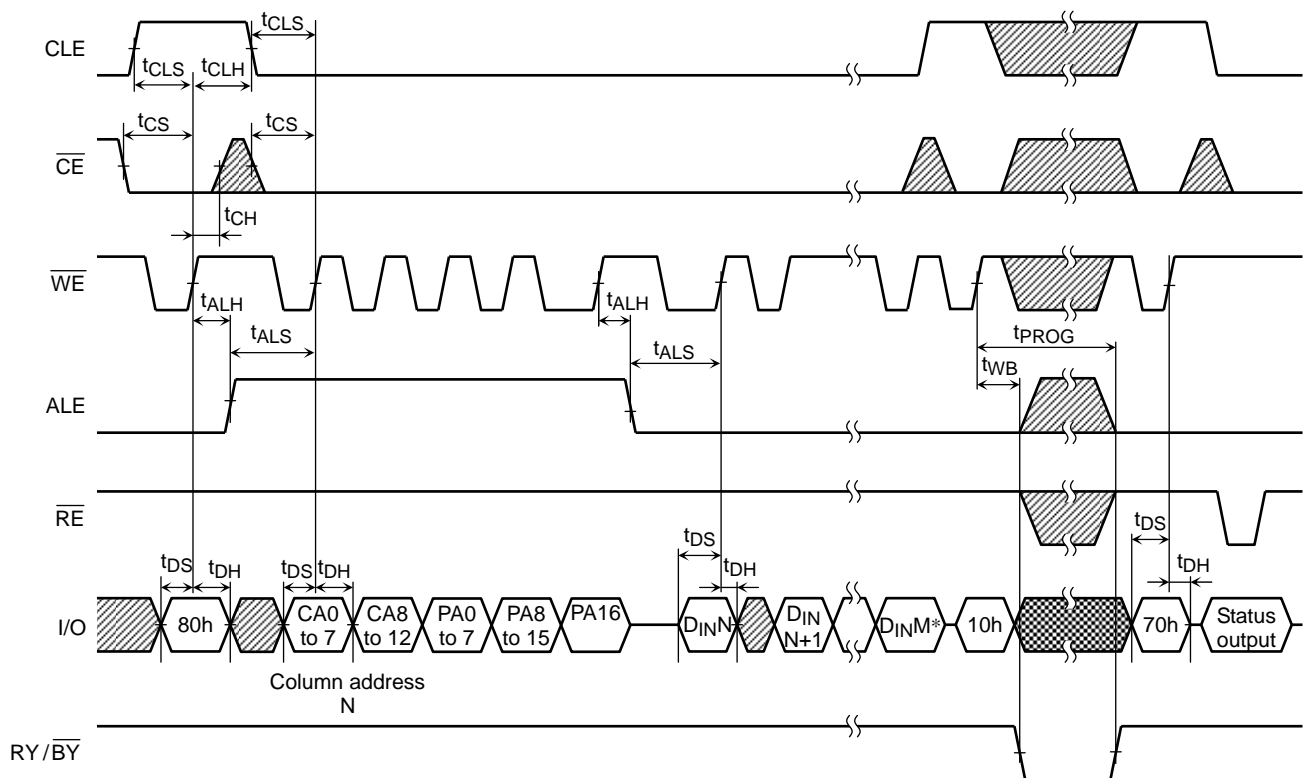 tCLS
CLE
tCLS tCLH
tCS tCS
CE
tCH
WE
tALH tALH
tALS tALS tPROG
tWB
ALE
RE
tDS tDH tDS tDH tDS tDH tDS tDH
I/O 80h CA0 to 7 CA8 to 12 PA0 to 7 PA8 to 15 PA16 DINN DIN N+1 DINM* 10h 70h Status output
Column address
N
RY/BY